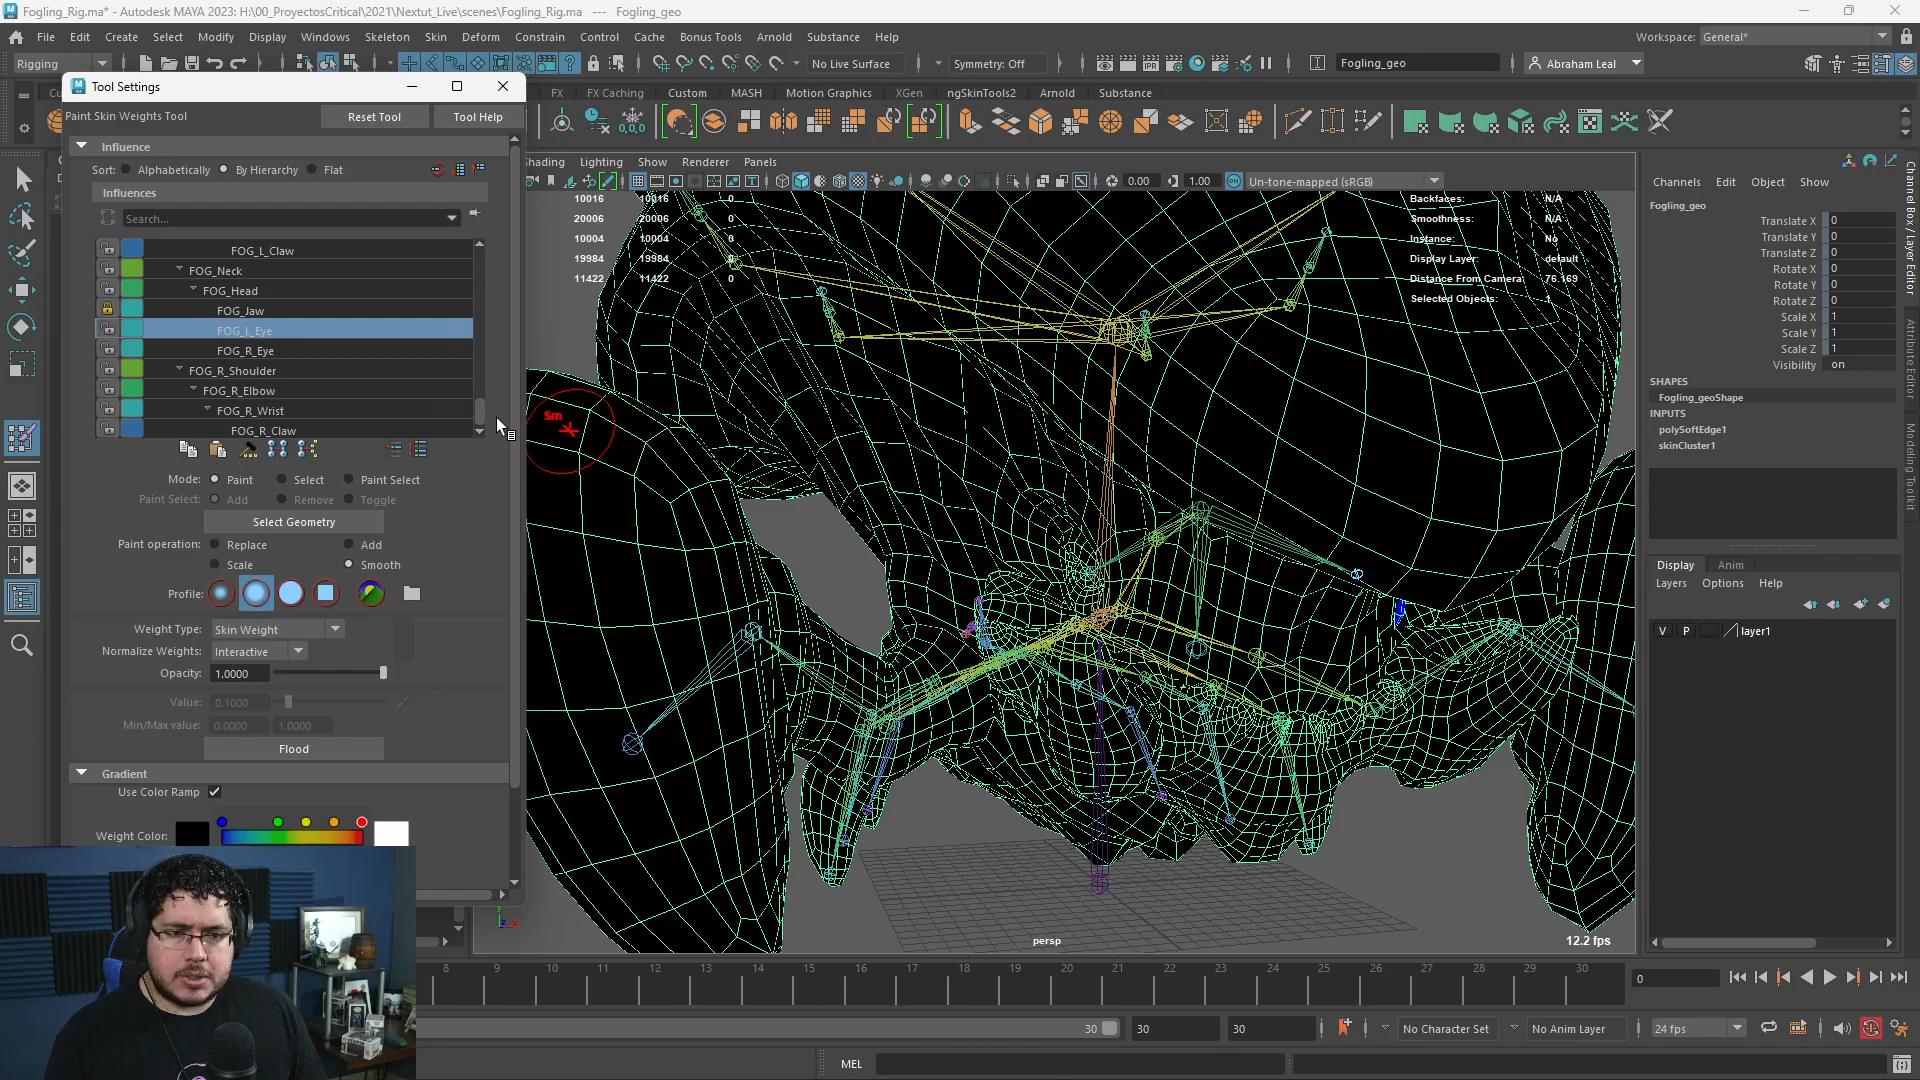 Fogling_Rig.ma* - Autodesk MAYA 2023: H:\00_ProyectosCritical\2021\Nextut_Live\scenes\Fogling_Rig.ma --- Fogling_geo
File Edit Create Select Modify Display Windows Skeleton Skin Deform Constrain Control Cache Bonus Tools Arnold Substance Help
Workspace: General*
Rigging
No Live Surface
Symmetry: Off
Fogling_geo
Abraham Leal
Tool Settings
FX FX Caching Custom MASH Motion Graphics XGen ngSkinTools2 Arnold Substance
Paint Skin Weights Tool
Reset Tool
Tool Help
Influence
Sort: Alphabetically By Hierarchy Flat
Influences
Search...
FOG_L_Claw
FOG_Neck
FOG_Head
FOG_Jaw
FOG_L_Eye
FOG_R_Eye
FOG_R_Shoulder
FOG_R_Elbow
FOG_R_Wrist
FOG_R_Claw
Mode: Paint Select Paint Select
Paint Select: Add Remove Toggle
Select Geometry
Paint operation: Replace Add
Scale Smooth
Profile:
Weight Type: Skin Weight
Normalize Weights: Interactive
Opacity: 1.0000
Value: 0.1000
Min/Max value: 0.0000 1.0000
Flood
Gradient
Use Color Ramp
Weight Color:
hading Lighting Show Renderer Panels
0.00 1.00 Un-tone-mapped (sRGB)
10016 10016 0
20006 20006 0
10004 10004 0
19984 19984 0
11422 11422 0
Backfaces: N/A
Smoothness: N/A
Instance: No
Display Layer: default
Distance From Camera: 76.169
Selected Objects: 1
Sm
persp
12.2 fps
Channels Edit Object Show
Fogling_geo
Translate X 0
Translate Y 0
Translate Z 0
Rotate X 0
Rotate Y 0
Rotate Z 0
Scale X 1
Scale Y 1
Scale Z 1
Visibility on
SHAPES
Fogling_geoShape
INPUTS
polySoftEdge1
skinCluster1
Display Anim
Layers Options Help
V P layer1
Channel Box / Layer Editor
Attribute Editor
Modeling Toolkit
8 9 10 11 12 13 14 15 16 17 18 19 20 21 22 23 24 25 26 27 28 29 30
0
30 30 30
No Character Set
No Anim Layer
24 fps
MEL